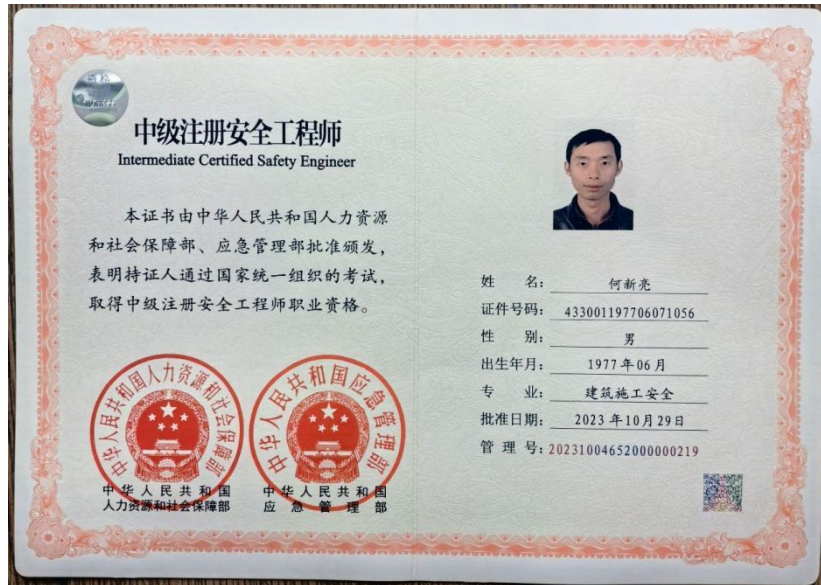 中级注册安全工程师
Intermediate Certified Safety Engineer
本证书由中华人民共和国人力资源
和社会保障部、应急管理部批准颁发，
表明持证人通过国家统一组织的考试，
取得中级注册安全工程师职业资格。
中华人民共和国人力资源和社会保障部
中华人民共和国应急管理部
中华人民共和国
人力资源和社会保障部
中华人民共和国
应急管理部
姓 名： 何新亮
证件号码： 433001197706071056
性 别： 男
出生年月： 1977年06月
专 业： 建筑施工安全
批准日期： 2023年10月29日
管 理 号： 20231004652000000219